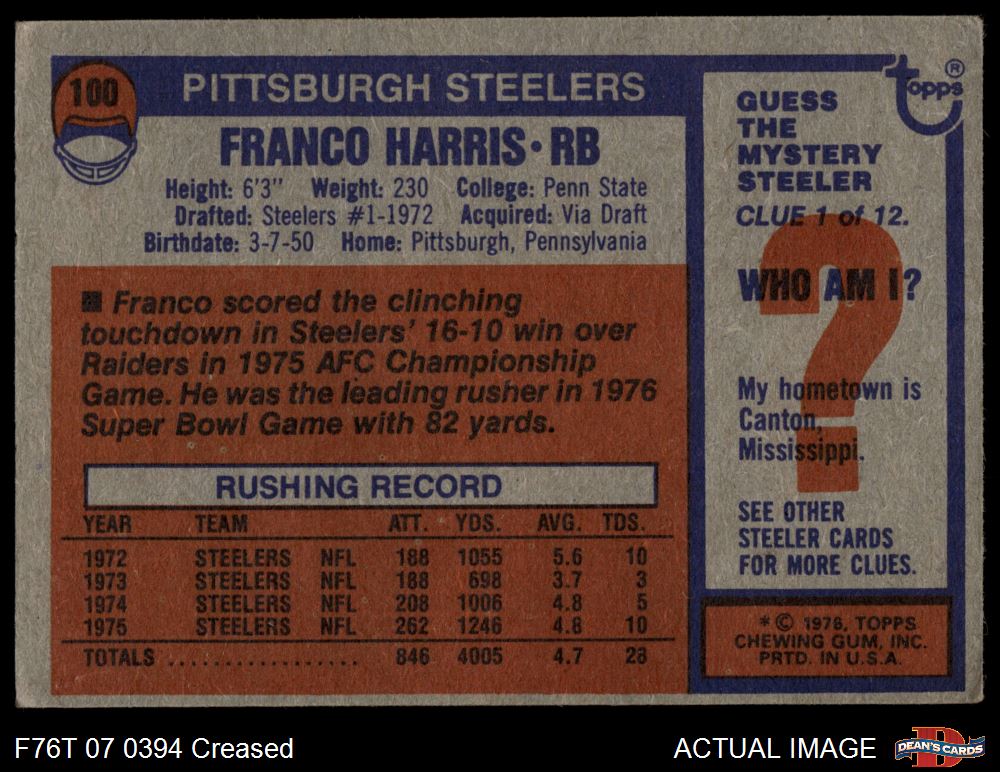 100
PITTSBURGH STEELERS
FRANCO HARRIS • RB
Height: 6'3" Weight: 230 College: Penn State
Drafted: Steelers #1-1972 Acquired: Via Draft
Birthdate: 3-7-50 Home: Pittsburgh, Pennsylvania
■ Franco scored the clinching
touchdown in Steelers' 16-10 win over
Raiders in 1975 AFC Championship
Game. He was the leading rusher in 1976
Super Bowl Game with 82 yards.
RUSHING RECORD
YEAR TEAM ATT. YDS. AVG. TDS.
1972 STEELERS NFL 188 1055 5.6 10
1973 STEELERS NFL 188 698 3.7 3
1974 STEELERS NFL 208 1006 4.8 5
1975 STEELERS NFL 262 1246 4.8 10
TOTALS .................. 846 4005 4.7 28
topps ®
GUESS
THE
MYSTERY
STEELER
CLUE 1 of 12.
WHO AM I?
?
My hometown is
Canton,
Mississippi.
SEE OTHER
STEELER CARDS
FOR MORE CLUES.
* © 1976, TOPPS
CHEWING GUM, INC.
PRTD. IN U.S.A.
F76T 07 0394 Creased
ACTUAL IMAGE
DEAN'S CARDS